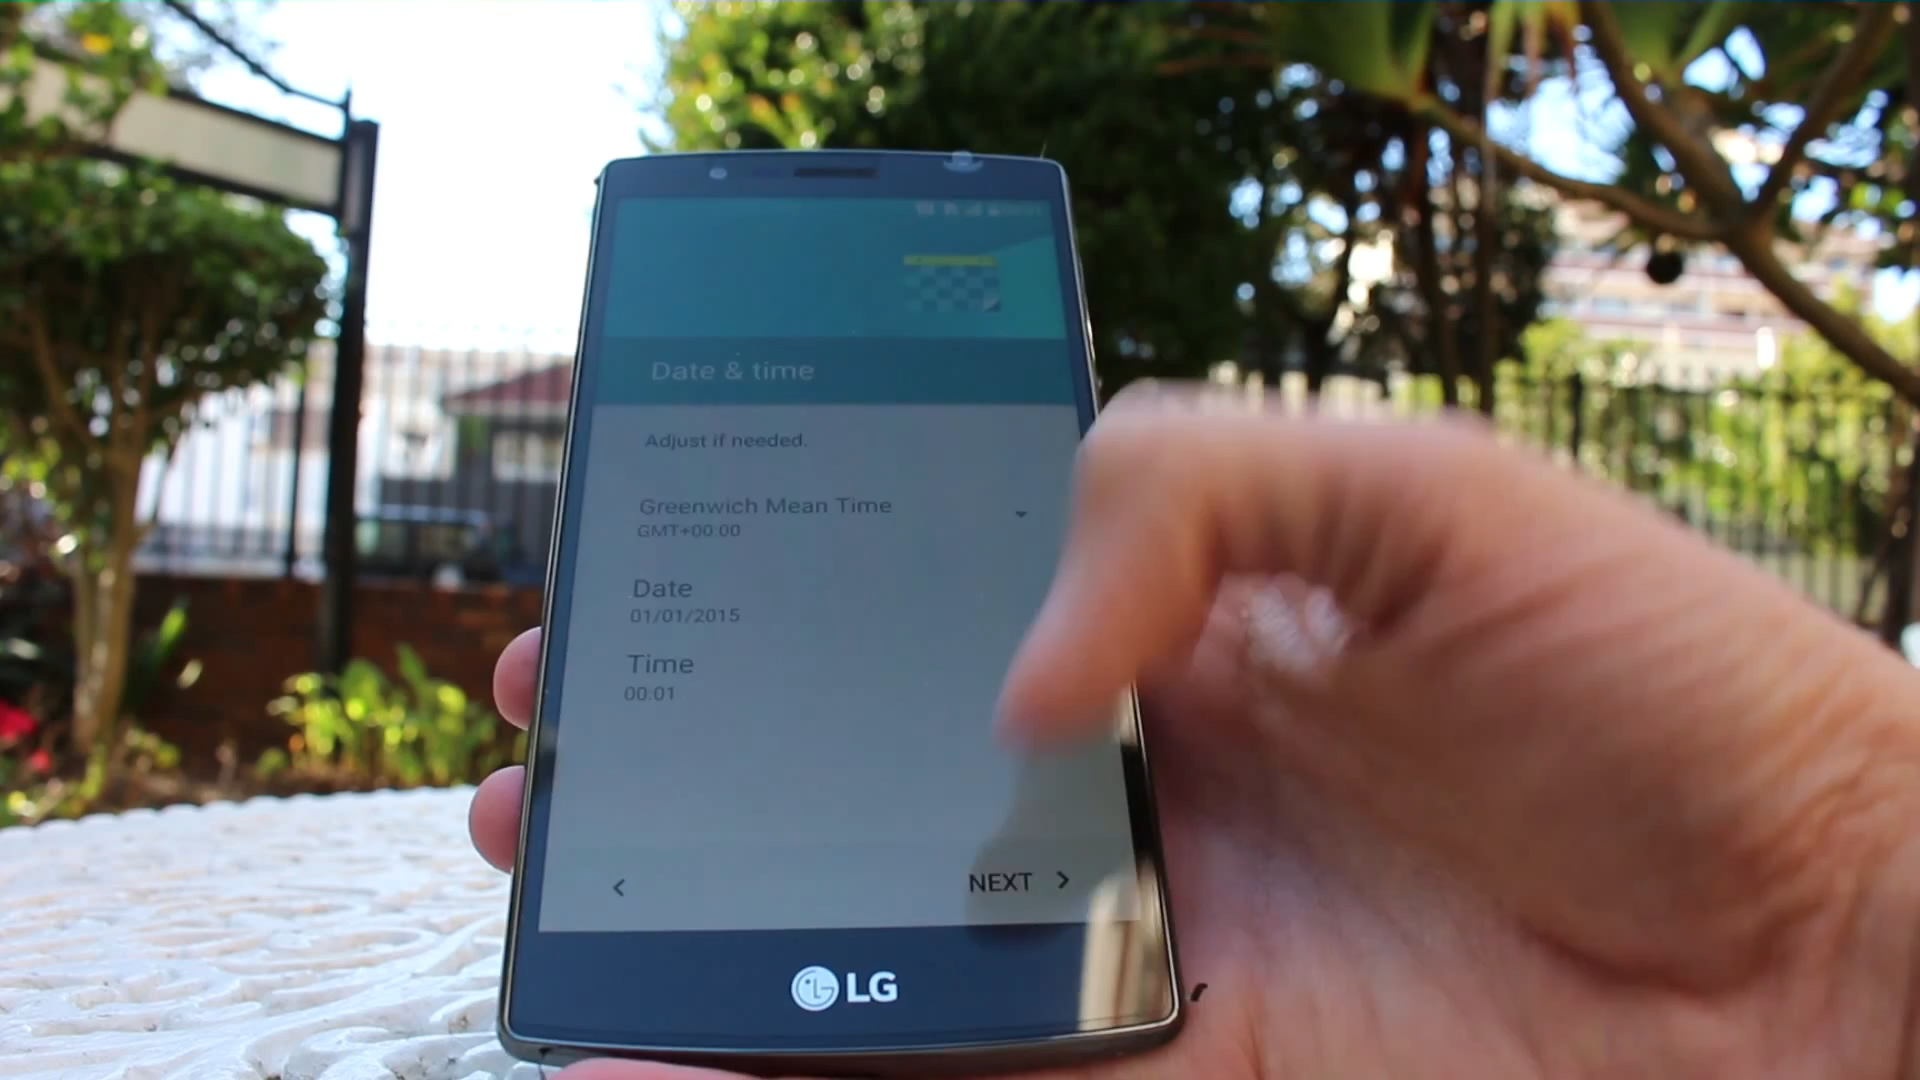 Date & time
Adjust if needed.
Greenwich Mean Time
GMT+00:00
Date
01/01/2015
Time
00:01
NEXT
LG